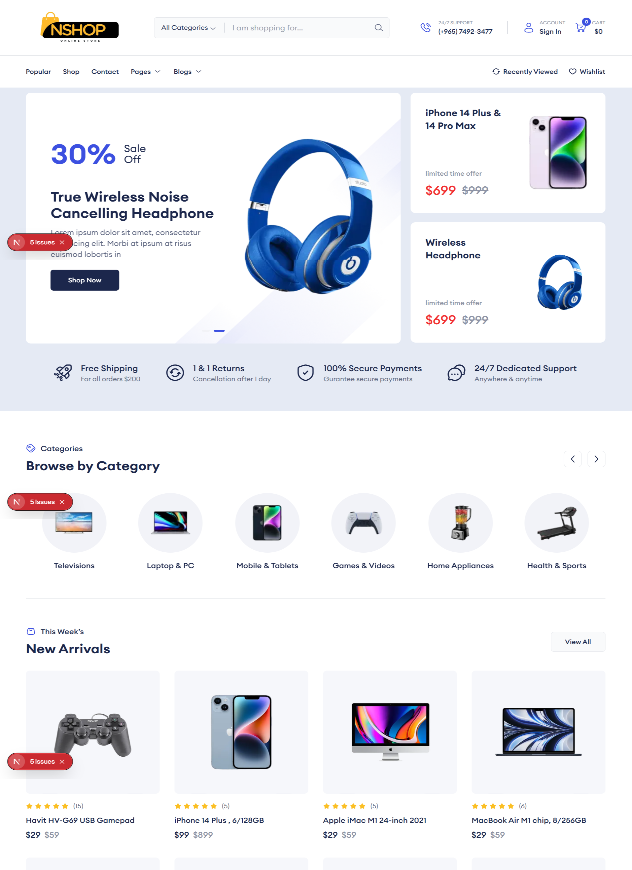 NSHOP
ONLINE STORE
All Categories
I am shopping for...
24/7 SUPPORT
(+965) 7492-3477
ACCOUNT
Sign In
0
CART
$0
Popular
Shop
Contact
Pages
Blogs
Recently Viewed
Wishlist
30%
Sale
Off
True Wireless Noise
Cancelling Headphone
Lorem ipsum dolor sit amet, consectetur
cing elit. Morbi at ipsum at risus
euismod lobortis in
N
5 Issues
Shop Now
iPhone 14 Plus &
14 Pro Max
limited time offer
$699 $999
Wireless
Headphone
limited time offer
$699 $999
Free Shipping
For all orders $200
1 & 1 Returns
Cancellation after 1 day
100% Secure Payments
Gurantee secure payments
24/7 Dedicated Support
Anywhere & anytime
Categories
Browse by Category
N
5 Issues
Televisions
Laptop & PC
Mobile & Tablets
Games & Videos
Home Appliances
Health & Sports
This Week's
New Arrivals
View All
N
5 Issues
(15)
Havit HV-G69 USB Gamepad
$29 $59
(5)
iPhone 14 Plus , 6/128GB
$99 $899
(5)
Apple iMac M1 24-inch 2021
$29 $59
(6)
MacBook Air M1 chip, 8/256GB
$29 $59